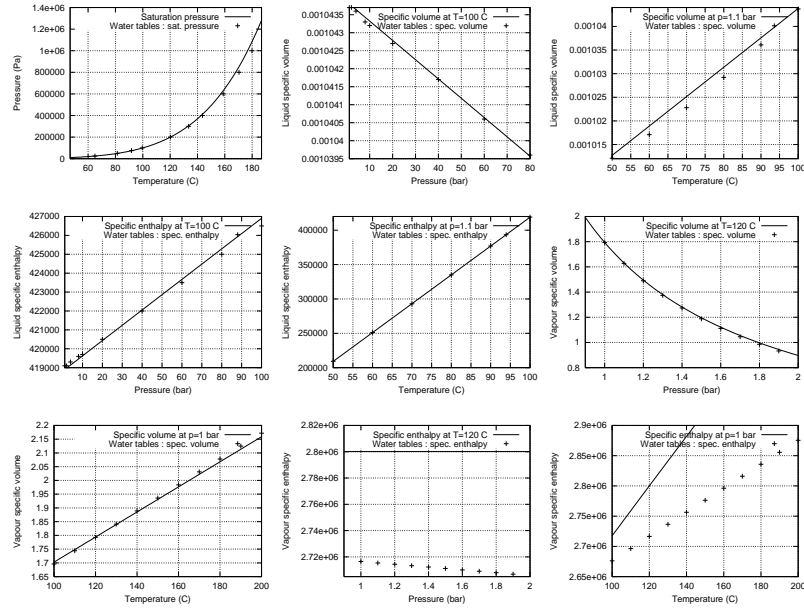 Saturation pressure
Water tables : sat. pressure
Pressure (Pa)
1.4e+06
1.2e+06
1e+06
800000
600000
400000
200000
0
60 80 100 120 140 160 180
Temperature (C)
Specific volume at T=100 C
Water tables : spec. volume
Liquid specific volume
0.0010435
0.001043
0.0010425
0.001042
0.0010415
0.001041
0.0010405
0.00104
0.00010395
10 20 30 40 50 60 70 80
Pressure (bar)
Specific volume at p=1.1 bar
Water tables : spec. volume
Liquid specific volume
0.00104
0.001035
0.00103
0.001025
0.00102
0.001015
50 60 70 80 90 100
Temperature (C)
Specific enthalpy at T=100 C
Water tables : spec. enthalpy
Liquid specific enthalpy
427000
426000
425000
424000
423000
422000
421000
420000
419000
10 20 30 40 50 60 70 80 90 100
Pressure (bar)
Specific enthalpy at p=1.1 bar
Water tables : spec. enthalpy
Liquid specific enthalpy
400000
350000
300000
250000
200000
50 60 70 80 90 100
Temperature (C)
Specific volume at T=120 C
Water tables : spec. volume
Vapour specific volume
2
1.8
1.6
1.4
1.2
1
0.8
1 1.2 1.4 1.6 1.8 2
Pressure (bar)
Specific volume at p=1 bar
Water tables : spec. volume
Vapour specific volume
2.2
2.15
2.1
2.05
2
1.95
1.9
1.85
1.8
1.75
1.7
1.65
100 120 140 160 180 200
Temperature (C)
Specific enthalpy at T=120 C
Water tables : spec. enthalpy
Vapour specific enthalpy
2.82e+06
2.8e+06
2.78e+06
2.76e+06
2.74e+06
2.72e+06
1 1.2 1.4 1.6 1.8 2
Pressure (bar)
Specific enthalpy at p=1 bar
Water tables : spec. enthalpy
Vapour specific enthalpy
2.9e+06
2.85e+06
2.8e+06
2.75e+06
2.7e+06
2.65e+06
100 120 140 160 180 200
Temperature (C)